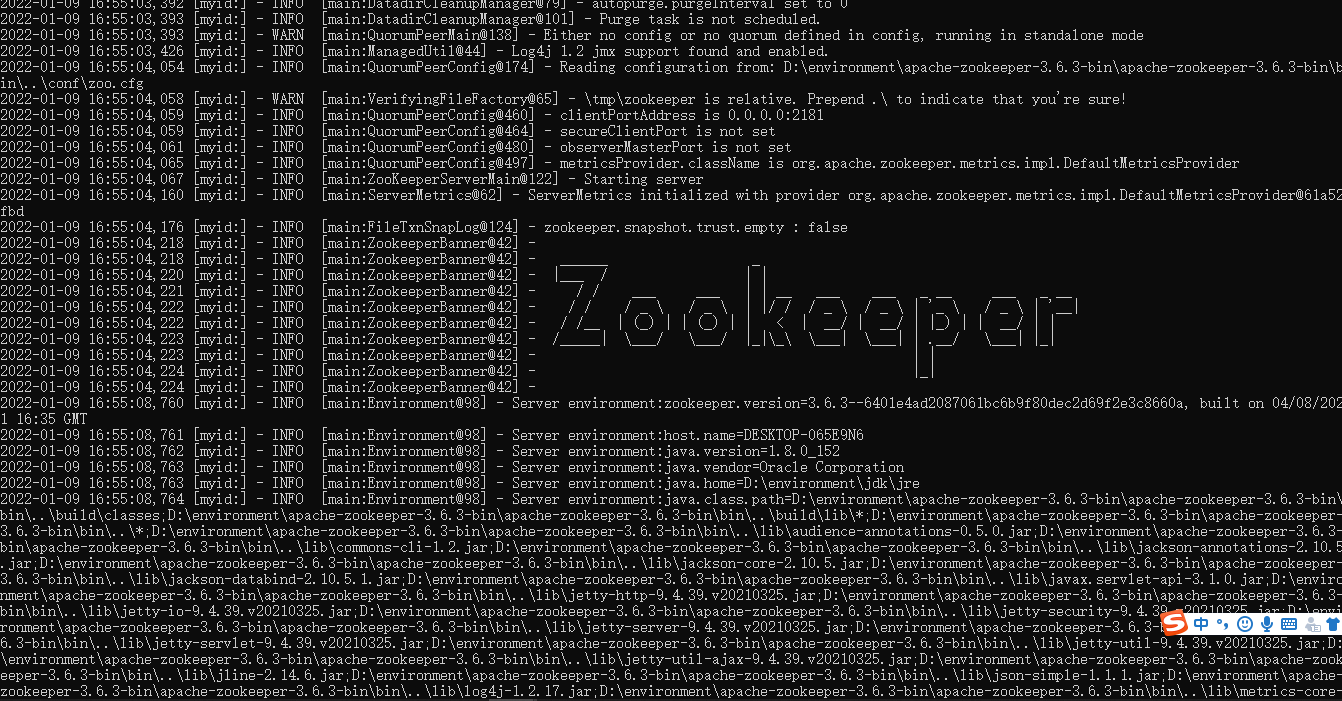 2022-01-09 16:55:03,392 [myid:] - INFO  [main:DatadirCleanupManager@79] - autopurge.purgeInterval set to 0
2022-01-09 16:55:03,393 [myid:] - INFO  [main:DatadirCleanupManager@101] - Purge task is not scheduled.
2022-01-09 16:55:03,393 [myid:] - WARN  [main:QuorumPeerMain@138] - Either no config or no quorum defined in config, running in standalone mode
2022-01-09 16:55:03,426 [myid:] - INFO  [main:ManagedUtil@44] - Log4j 1.2 jmx support found and enabled.
2022-01-09 16:55:04,054 [myid:] - INFO  [main:QuorumPeerConfig@174] - Reading configuration from: D:\environment\apache-zookeeper-3.6.3-bin\apache-zookeeper-3.6.3-bin\b
in\..\conf\zoo.cfg
2022-01-09 16:55:04,058 [myid:] - WARN  [main:VerifyingFileFactory@65] - \tmp\zookeeper is relative. Prepend .\ to indicate that you're sure!
2022-01-09 16:55:04,059 [myid:] - INFO  [main:QuorumPeerConfig@460] - clientPortAddress is 0.0.0.0:2181
2022-01-09 16:55:04,059 [myid:] - INFO  [main:QuorumPeerConfig@464] - secureClientPort is not set
2022-01-09 16:55:04,061 [myid:] - INFO  [main:QuorumPeerConfig@480] - observerMasterPort is not set
2022-01-09 16:55:04,065 [myid:] - INFO  [main:QuorumPeerConfig@497] - metricsProvider.className is org.apache.zookeeper.metrics.impl.DefaultMetricsProvider
2022-01-09 16:55:04,067 [myid:] - INFO  [main:ZooKeeperServerMain@122] - Starting server
2022-01-09 16:55:04,160 [myid:] - INFO  [main:ServerMetrics@62] - ServerMetrics initialized with provider org.apache.zookeeper.metrics.impl.DefaultMetricsProvider@61a52
fbd
2022-01-09 16:55:04,176 [myid:] - INFO  [main:FileTxnSnapLog@124] - zookeeper.snapshot.trust.empty : false
2022-01-09 16:55:04,218 [myid:] - INFO  [main:ZookeeperBanner@42] -
2022-01-09 16:55:04,218 [myid:] - INFO  [main:ZookeeperBanner@42] -
2022-01-09 16:55:04,220 [myid:] - INFO  [main:ZookeeperBanner@42] -
2022-01-09 16:55:04,221 [myid:] - INFO  [main:ZookeeperBanner@42] -
2022-01-09 16:55:04,222 [myid:] - INFO  [main:ZookeeperBanner@42] - Zookeeper
2022-01-09 16:55:04,222 [myid:] - INFO  [main:ZookeeperBanner@42] -
2022-01-09 16:55:04,223 [myid:] - INFO  [main:ZookeeperBanner@42] -
2022-01-09 16:55:04,223 [myid:] - INFO  [main:ZookeeperBanner@42] -
2022-01-09 16:55:04,224 [myid:] - INFO  [main:ZookeeperBanner@42] -
2022-01-09 16:55:04,224 [myid:] - INFO  [main:ZookeeperBanner@42] -
2022-01-09 16:55:08,760 [myid:] - INFO  [main:Environment@98] - Server environment:zookeeper.version=3.6.3--6401e4ad2087061bc6b9f80dec2d69f2e3c8660a, built on 04/08/202
1 16:35 GMT
2022-01-09 16:55:08,761 [myid:] - INFO  [main:Environment@98] - Server environment:host.name=DESKTOP-065E9N6
2022-01-09 16:55:08,762 [myid:] - INFO  [main:Environment@98] - Server environment:java.version=1.8.0_152
2022-01-09 16:55:08,763 [myid:] - INFO  [main:Environment@98] - Server environment:java.vendor=Oracle Corporation
2022-01-09 16:55:08,763 [myid:] - INFO  [main:Environment@98] - Server environment:java.home=D:\environment\jdk\jre
2022-01-09 16:55:08,764 [myid:] - INFO  [main:Environment@98] - Server environment:java.class.path=D:\environment\apache-zookeeper-3.6.3-bin\apache-zookeeper-3.6.3-bin\
bin\..\build\classes;D:\environment\apache-zookeeper-3.6.3-bin\apache-zookeeper-3.6.3-bin\bin\..\build\lib\*;D:\environment\apache-zookeeper-3.6.3-bin\apache-zookeeper-
3.6.3-bin\bin\..\*;D:\environment\apache-zookeeper-3.6.3-bin\apache-zookeeper-3.6.3-bin\bin\..\lib\audience-annotations-0.5.0.jar;D:\environment\apache-zookeeper-3.6.3-
bin\apache-zookeeper-3.6.3-bin\bin\..\lib\commons-cli-1.2.jar;D:\environment\apache-zookeeper-3.6.3-bin\apache-zookeeper-3.6.3-bin\bin\..\lib\jackson-annotations-2.10.5
.jar;D:\environment\apache-zookeeper-3.6.3-bin\apache-zookeeper-3.6.3-bin\bin\..\lib\jackson-core-2.10.5.jar;D:\environment\apache-zookeeper-3.6.3-bin\apache-zookeeper-
3.6.3-bin\bin\..\lib\jackson-databind-2.10.5.1.jar;D:\environment\apache-zookeeper-3.6.3-bin\apache-zookeeper-3.6.3-bin\bin\..\lib\javax.servlet-api-3.1.0.jar;D:\enviro
nment\apache-zookeeper-3.6.3-bin\apache-zookeeper-3.6.3-bin\bin\..\lib\jetty-http-9.4.39.v20210325.jar;D:\environment\apache-zookeeper-3.6.3-bin\apache-zookeeper-3.6.3-
bin\bin\..\lib\jetty-io-9.4.39.v20210325.jar;D:\environment\apache-zookeeper-3.6.3-bin\apache-zookeeper-3.6.3-bin\bin\..\lib\jetty-security-9.4.39.v20210325.jar;D:\envi
ronment\apache-zookeeper-3.6.3-bin\apache-zookeeper-3.6.3-bin\bin\..\lib\jetty-server-9.4.39.v20210325.jar;D:\environment\apache-zookeeper-3.6.3-bin\
中
6.3-bin\bin\..\lib\jetty-servlet-9.4.39.v20210325.jar;D:\environment\apache-zookeeper-3.6.3-bin\apache-zookeeper-3.6.3-bin\bin\..\lib\jetty-util-9.4.39.v20210325.jar;D:
\environment\apache-zookeeper-3.6.3-bin\apache-zookeeper-3.6.3-bin\bin\..\lib\jetty-util-ajax-9.4.39.v20210325.jar;D:\environment\apache-zookeeper-3.6.3-bin\apache-zook
eeper-3.6.3-bin\bin\..\lib\jline-2.14.6.jar;D:\environment\apache-zookeeper-3.6.3-bin\apache-zookeeper-3.6.3-bin\bin\..\lib\json-simple-1.1.1.jar;D:\environment\apache-
zookeeper-3.6.3-bin\apache-zookeeper-3.6.3-bin\bin\..\lib\log4j-1.2.17.jar;D:\environment\apache-zookeeper-3.6.3-bin\apache-zookeeper-3.6.3-bin\bin\..\lib\metrics-core-